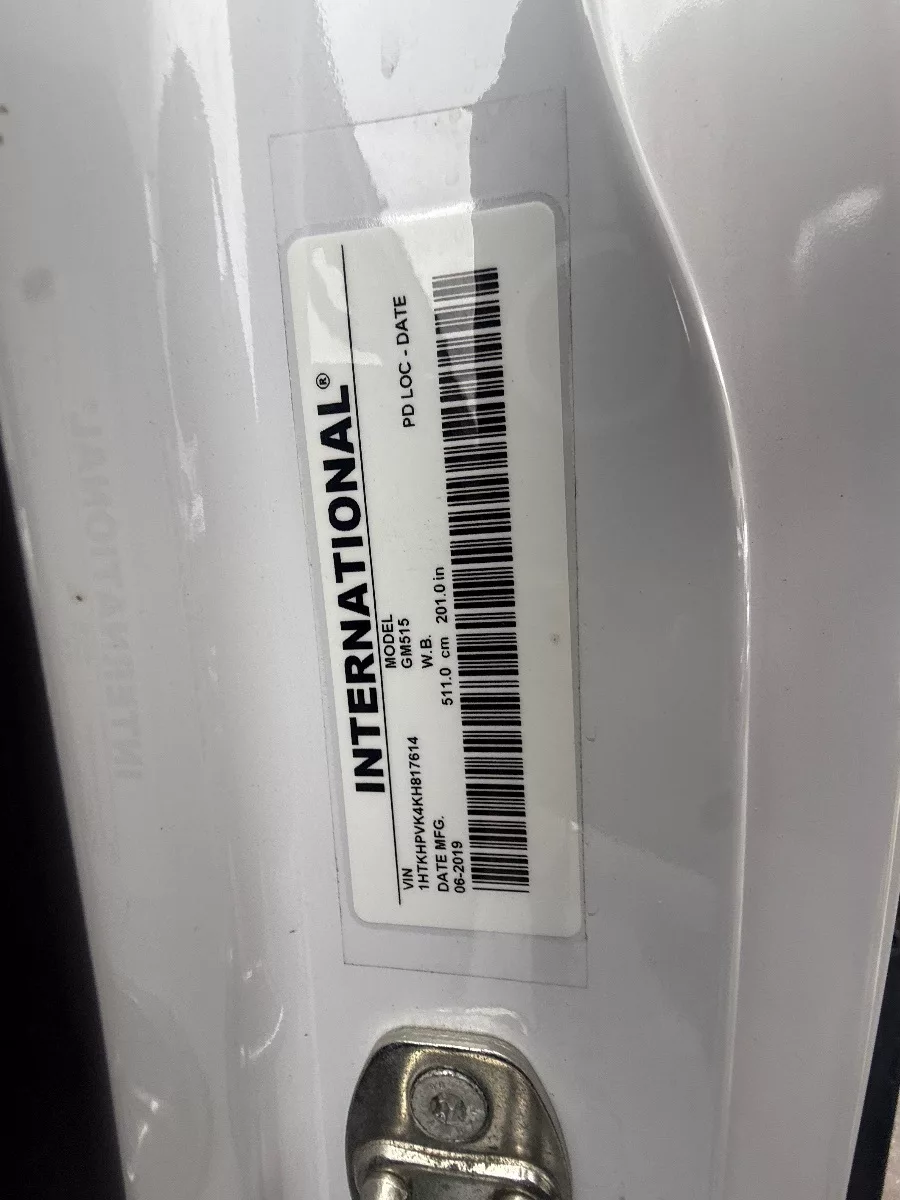 INTERNATIONAL®
VIN
1HTKHPVK4KH817614
MODEL
GM515
DATE MFG.
06-2019
W.B.
511.0 cm 201.0 in
PD LOC - DATE